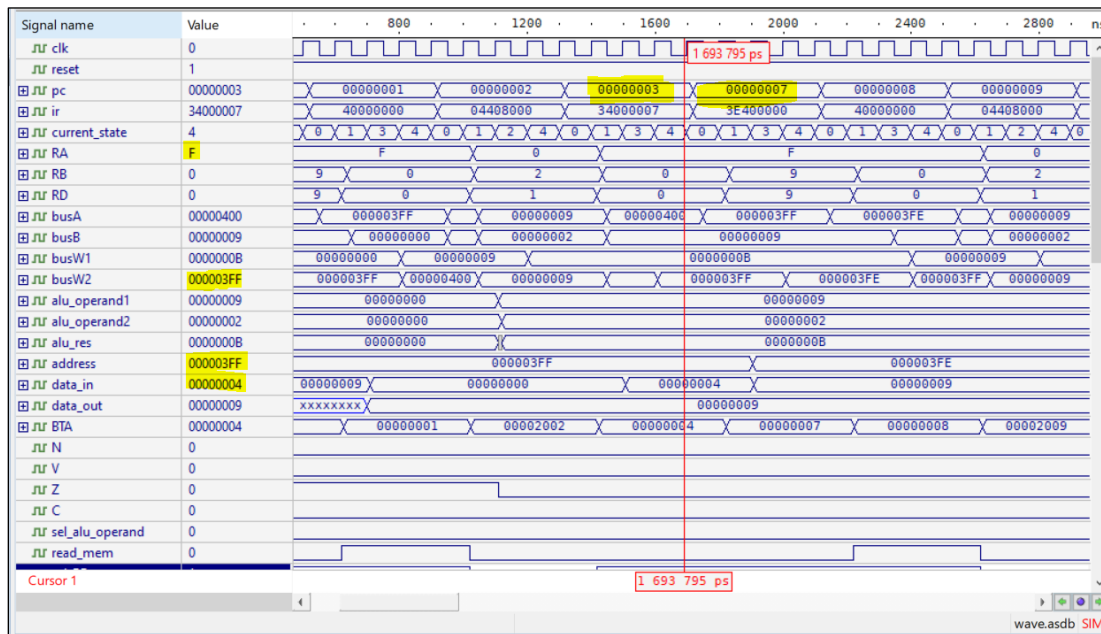 Signal name Value 800 1200 1600 2000 2400 2800 ns
clk 0 1 693 795 ps
reset 1
pc 00000003 00000001 00000002 00000003 00000007 00000008 00000009
ir 34000007 40000000 04408000 34000007 3E400000 40000000 04408000
current_state 4 0 1 3 4 0 1 2 4 0 1 3 4 0 1 3 4 0 1 3 4 0 1 2 4 0
RA F F 0 F 0
RB 0 9 0 2 0 9 0 2
RD 0 9 0 1 0 9 0 1
busA 00000400 000003FF 00000009 00000400 000003FF 000003FE 00000009
busB 00000009 00000000 00000002 00000009 00000002
busW1 0000000B 00000000 00000009 0000000B 00000009
busW2 000003FF 000003FF 00000400 00000009 000003FF 000003FE 000003FF 00000009
alu_operand1 00000009 00000000 00000009
alu_operand2 00000002 00000000 00000002
alu_res 0000000B 00000000 0000000B
address 000003FF 000003FF 000003FE
data_in 00000004 00000009 00000000 00000004 00000009
data_out 00000009 xxxxxxxx 00000009
BTA 00000004 00000001 00002002 00000004 00000007 00000008 00002009
N 0
V 0
Z 0
C 0
sel_alu_operand 0
read_mem 0
Cursor 1 1 693 795 ps
wave.asdb SIM